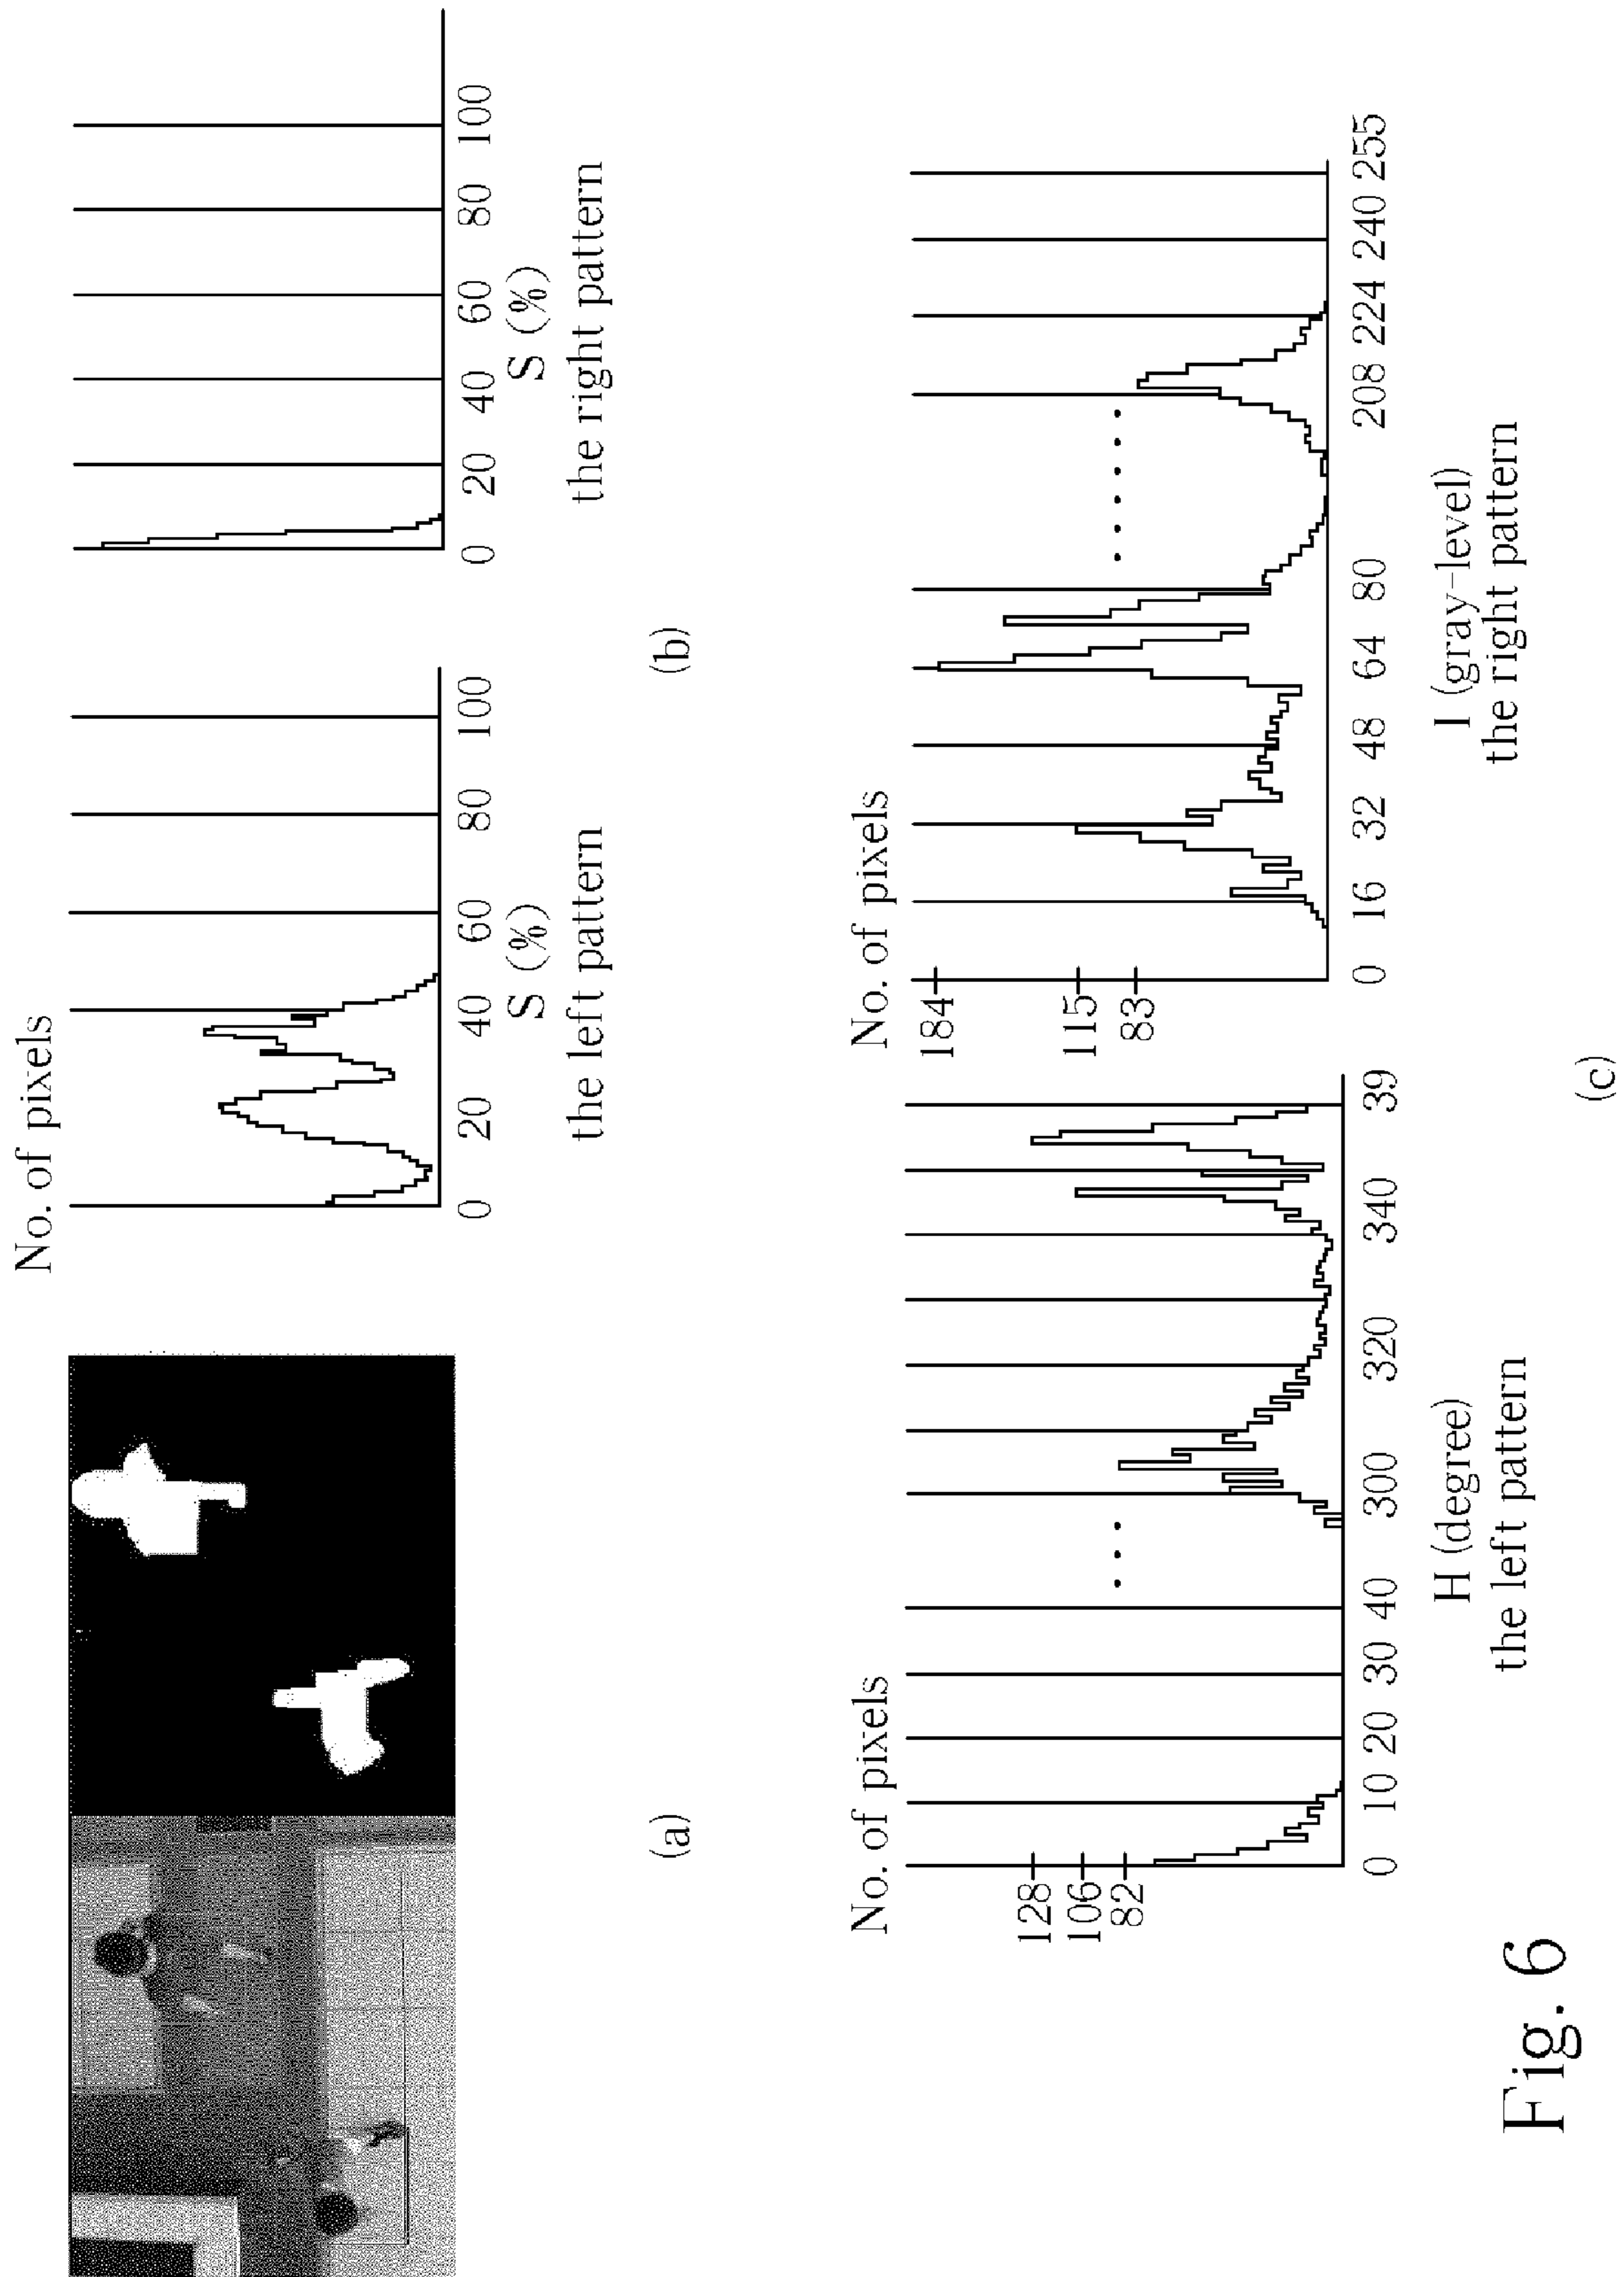 No. of pixels
0 20 40 60 80 100
S (%)
the left pattern
0 20 40 60 80 100
S (%)
the right pattern
(a)
(b)
No. of pixels
128
106
82
0 10 20 30 40 300 320 340 39
H (degree)
the left pattern
No. of pixels
184
115
83
0 16 32 48 64 80 208 224 240 255
I (gray-level)
the right pattern
(c)
Fig. 6